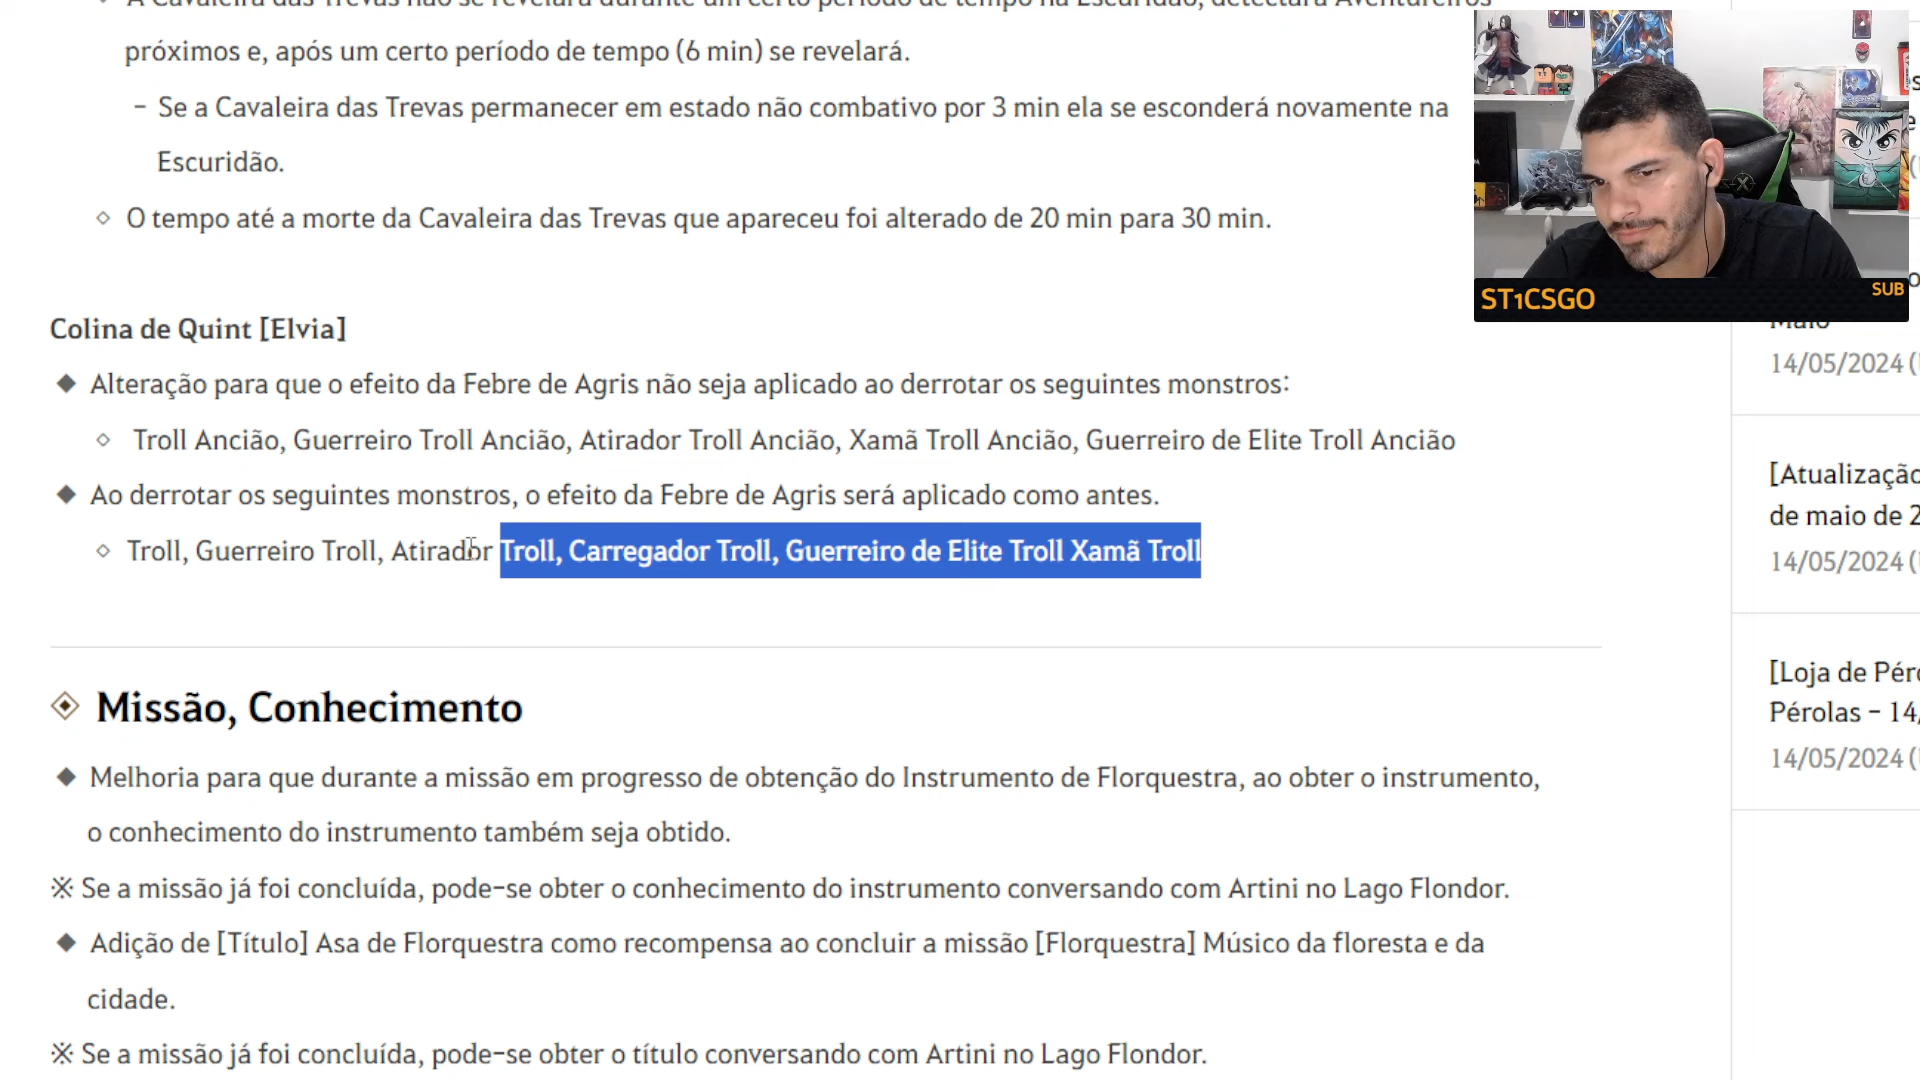 A Cavaleira das Trevas não se revelará durante um certo período de tempo na Escuridão, detectará Aventureiros
próximos e, após um certo período de tempo (6 min) se revelará.
- Se a Cavaleira das Trevas permanecer em estado não combativo por 3 min ela se esconderá novamente na
Escuridão.
◇ O tempo até a morte da Cavaleira das Trevas que apareceu foi alterado de 20 min para 30 min.
ST1CSGO
SUB
Colina de Quint [Elvia]
◆ Alteração para que o efeito da Febre de Agris não seja aplicado ao derrotar os seguintes monstros:
◇ Troll Ancião, Guerreiro Troll Ancião, Atirador Troll Ancião, Xamã Troll Ancião, Guerreiro de Elite Troll Ancião
◆ Ao derrotar os seguintes monstros, o efeito da Febre de Agris será aplicado como antes.
◇ Troll, Guerreiro Troll, Atirador Troll, Carregador Troll, Guerreiro de Elite Troll Xamã Troll
Missão, Conhecimento
◆ Melhoria para que durante a missão em progresso de obtenção do Instrumento de Florquestra, ao obter o instrumento,
o conhecimento do instrumento também seja obtido.
※ Se a missão já foi concluída, pode-se obter o conhecimento do instrumento conversando com Artini no Lago Flondor.
◆ Adição de [Título] Asa de Florquestra como recompensa ao concluir a missão [Florquestra] Músico da floresta e da
cidade.
※ Se a missão já foi concluída, pode-se obter o título conversando com Artini no Lago Flondor.
Maio
14/05/2024 (
[Atualização
de maio de 2
14/05/2024 (
[Loja de Péro
Pérolas - 14/
14/05/2024 (